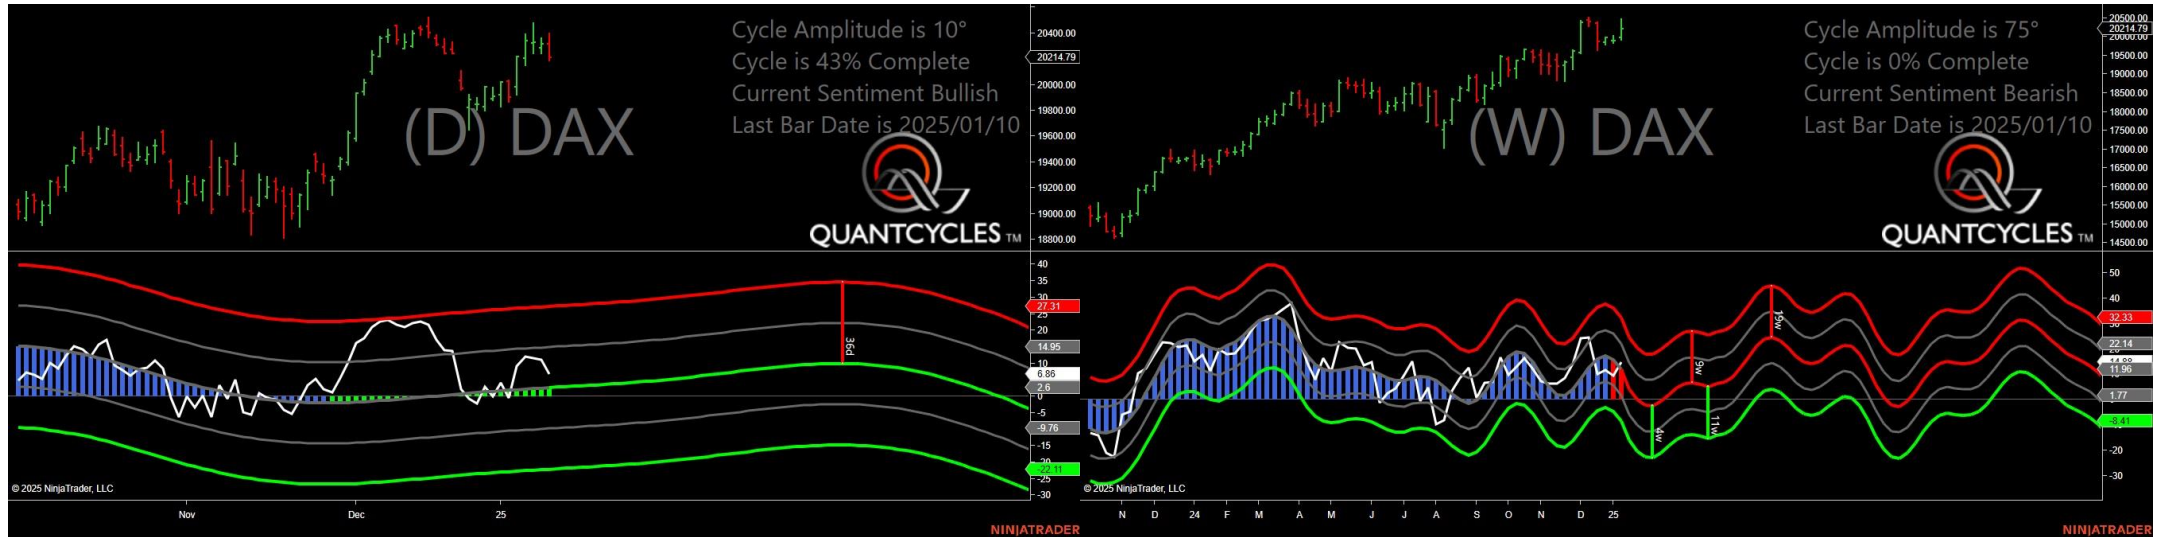 Cycle Amplitude is 10°
Cycle is 43% Complete
Current Sentiment Bullish
Last Bar Date is 2025/01/10
(D) DAX
QUANTCYCLES TM
20400.00
20214.79
20000.00
19800.00
19600.00
19400.00
19200.00
19000.00
18800.00
40
35
30
27.31
25
20
14.95
10
6.86
2.6
0
-5
-9.76
-15
-22.11
-25
-30
36d
© 2025 NinjaTrader, LLC
Nov
Dec
25
NINJATRADER
Cycle Amplitude is 75°
Cycle is 0% Complete
Current Sentiment Bearish
Last Bar Date is 2025/01/10
(W) DAX
QUANTCYCLES TM
20500.00
20214.79
20000.00
19500.00
19000.00
18500.00
18000.00
17500.00
17000.00
16500.00
16000.00
15500.00
15000.00
14500.00
50
40
32.33
22.14
11.96
1.77
-8.41
-20
-30
9w
19w
4w
11w
© 2025 NinjaTrader, LLC
N D 24 F M A M J J A S O N D 25
NINJATRADER